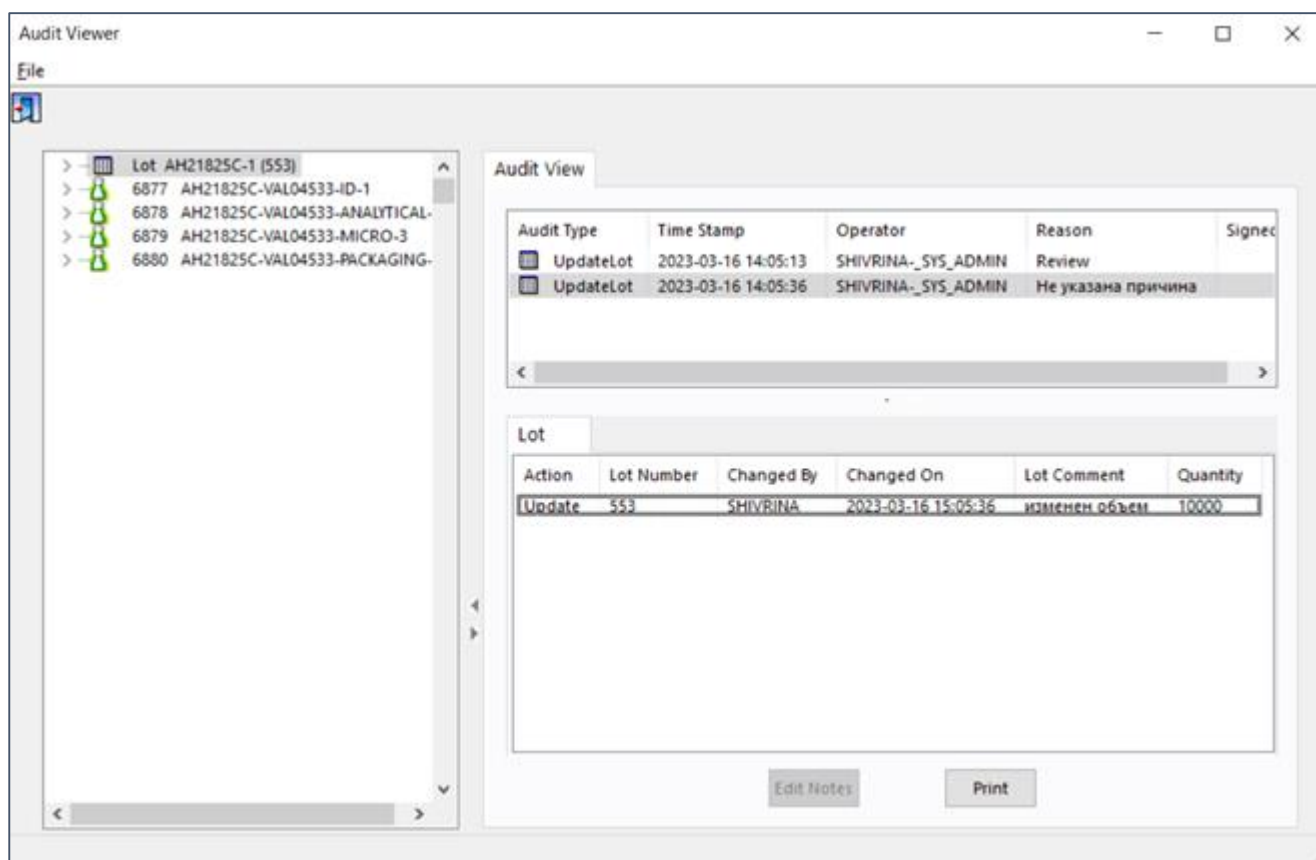 Audit Viewer
File
Lot AH21825C-1 (553)
6877 AH21825C-VAL04533-ID-1
6878 AH21825C-VAL04533-ANALYTICAL-
6879 AH21825C-VAL04533-MICRO-3
6880 AH21825C-VAL04533-PACKAGING-
Audit View
Audit Type Time Stamp Operator Reason Signed
UpdateLot 2023-03-16 14:05:13 SHIVRINA-_SYS_ADMIN Review
UpdateLot 2023-03-16 14:05:36 SHIVRINA-_SYS_ADMIN Не указана причина
Lot
Action Lot Number Changed By Changed On Lot Comment Quantity
Update 553 SHIVRINA 2023-03-16 15:05:36 изменен объем 10000
Edit Notes Print